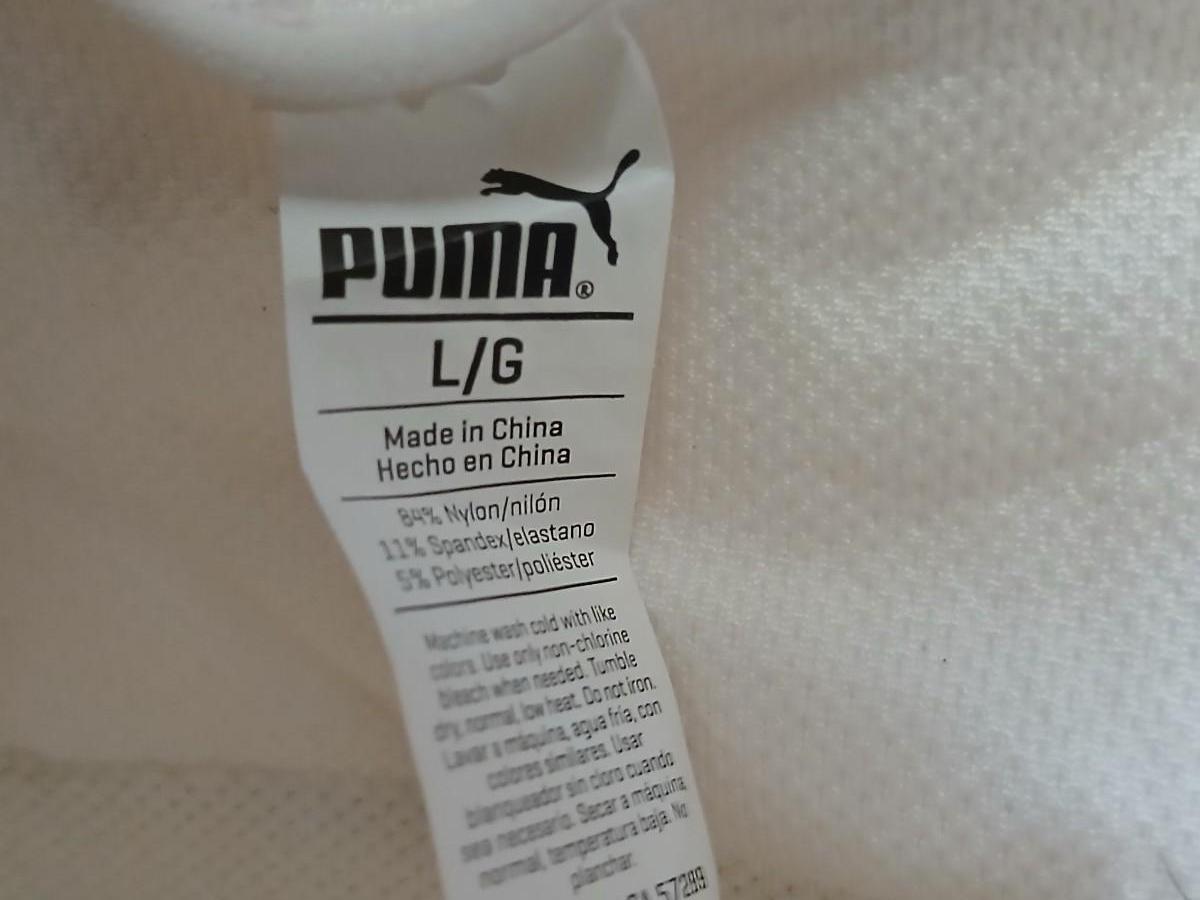 PUMA®
L/G
Made in China
Hecho en China
84% Nylon/nilón
11% Spandex/elastano
5% Polyester/poliéster
Machine wash cold with like
colors. Use only non-chlorine
bleach when needed. Tumble
dry, normal, low heat. Do not iron.
Lavar a máquina, agua fría, con
colores similares. Usar
blanqueador sin cloro cuando
sea necesario. Secar a máquina
normal, temperatura baja. No
planchar.
57299